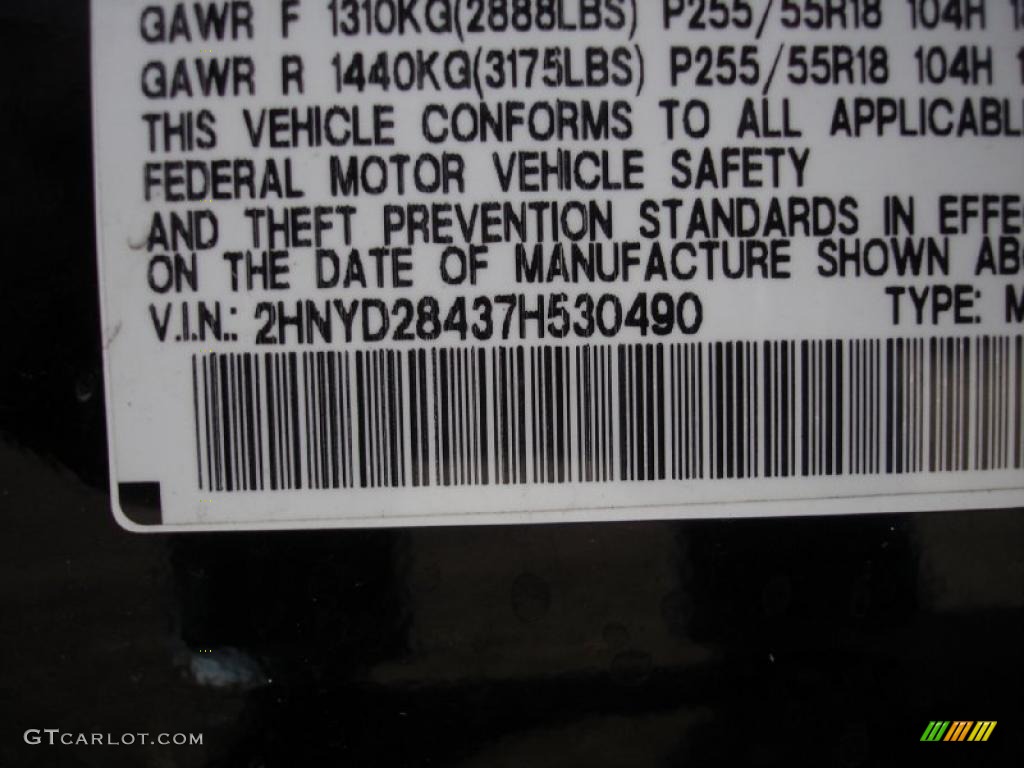 GAWR F 1310KG(2888LBS) P255/55R18 104H
GAWR R 1440KG(3175LBS) P255/55R18 104H
THIS VEHICLE CONFORMS TO ALL APPLICABL
FEDERAL MOTOR VEHICLE SAFETY
AND THEFT PREVENTION STANDARDS IN EFFE
ON THE DATE OF MANUFACTURE SHOWN ABO
V.I.N.: 2HNYD28437H530490 TYPE: M
GTCARLOT.COM